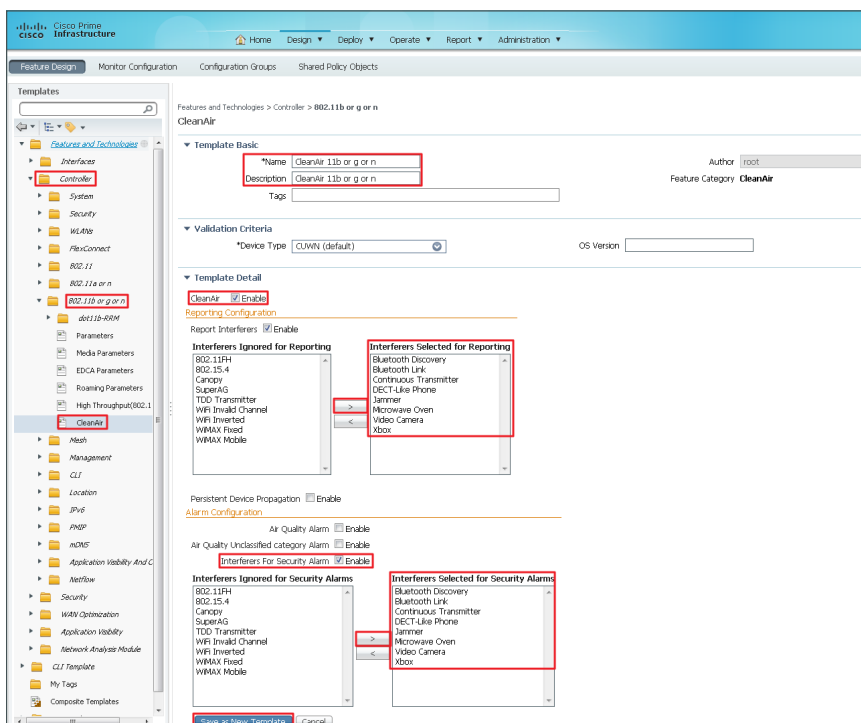 Cisco Prime
CISCO Infrastructure
Home Design Deploy Operate Report Administration
Feature Design Monitor Configuration Configuration Groups Shared Policy Objects
Templates
Features and Technologies
Interfaces
Controller
System
Security
WLANs
FlexConnect
802.11
802.11a or n
802.11b or g or n
dot11b-RRM
Parameters
Media Parameters
EDCA Parameters
Roaming Parameters
High Throughput(802.1
CleanAir
Mesh
Management
CLI
Location
IPv6
PMIP
mDNS
Application Visibility And C
Netflow
Security
WAN Optimization
Application Visibility
Network Analysis Module
CLI Template
My Tags
Composite Templates
Features and Technologies > Controller > 802.11b or g or n
CleanAir
Template Basic
*Name CleanAir 11b or g or n
Author root
Description CleanAir 11b or g or n
Feature Category CleanAir
Tags
Validation Criteria
*Device Type CUWN (default)
OS Version
Template Detail
CleanAir Enable
Reporting Configuration
Report Interferers Enable
Interferers Ignored for Reporting
802.11FH
802.15.4
Canopy
SuperAG
TDD Transmitter
WiFi Invalid Channel
WiFi Inverted
WiMAX Fixed
WiMAX Mobile
>
<
Interferers Selected for Reporting
Bluetooth Discovery
Bluetooth Link
Continuous Transmitter
DECT-Like Phone
Jammer
Microwave Oven
Video Camera
Xbox
Persistent Device Propagation Enable
Alarm Configuration
Air Quality Alarm Enable
Air Quality Unclassified category Alarm Enable
Interferers For Security Alarm Enable
Interferers Ignored for Security Alarms
802.11FH
802.15.4
Canopy
SuperAG
TDD Transmitter
WiFi Invalid Channel
WiFi Inverted
WiMAX Fixed
WiMAX Mobile
>
<
Interferers Selected for Security Alarms
Bluetooth Discovery
Bluetooth Link
Continuous Transmitter
DECT-Like Phone
Jammer
Microwave Oven
Video Camera
Xbox
Save as New Template Cancel